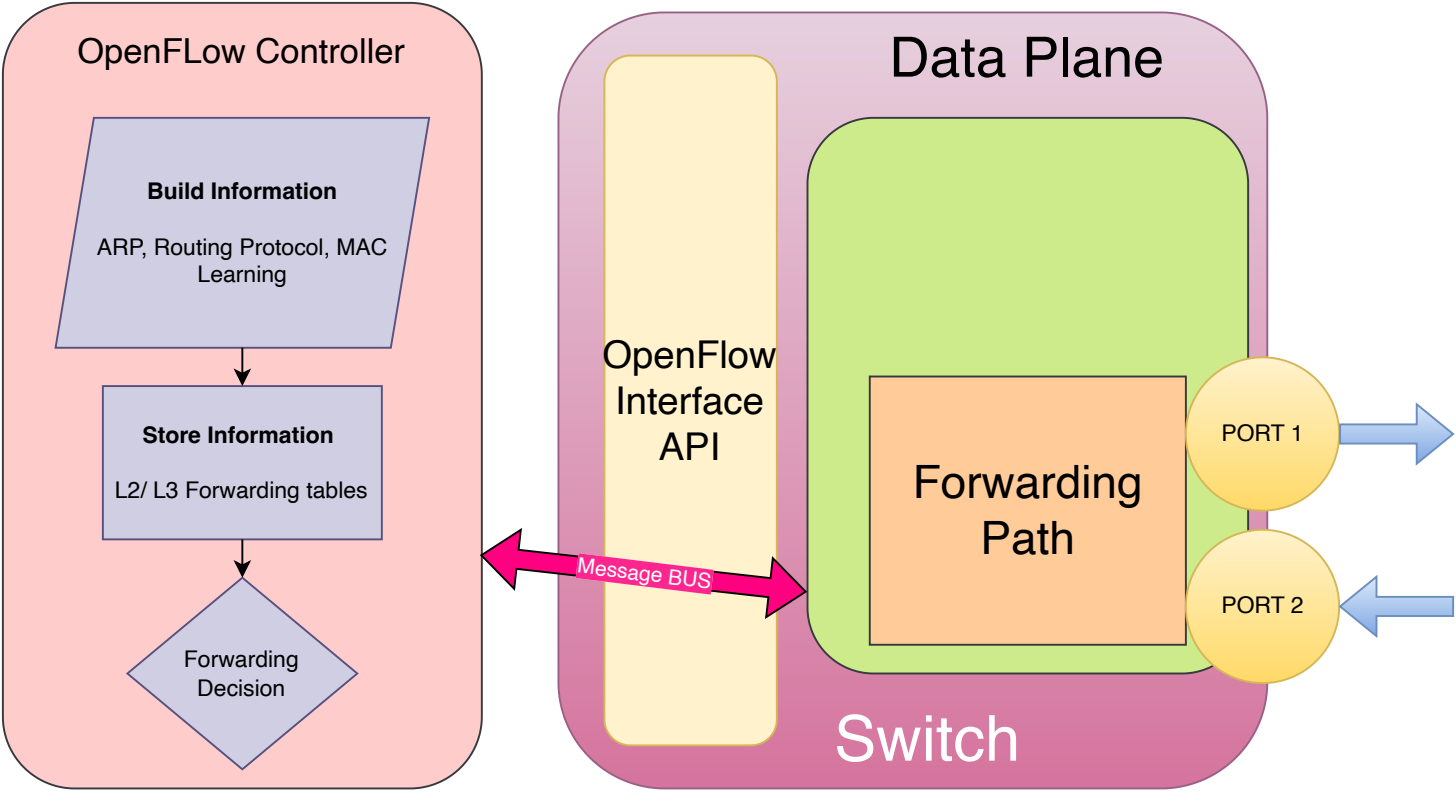 OpenFLow Controller
Build Information
ARP, Routing Protocol, MAC
Learning
Store Information
L2/ L3 Forwarding tables
Forwarding
Decision
Message BUS
Data Plane
OpenFlow
Interface
API
Forwarding
Path
PORT 1
PORT 2
Switch